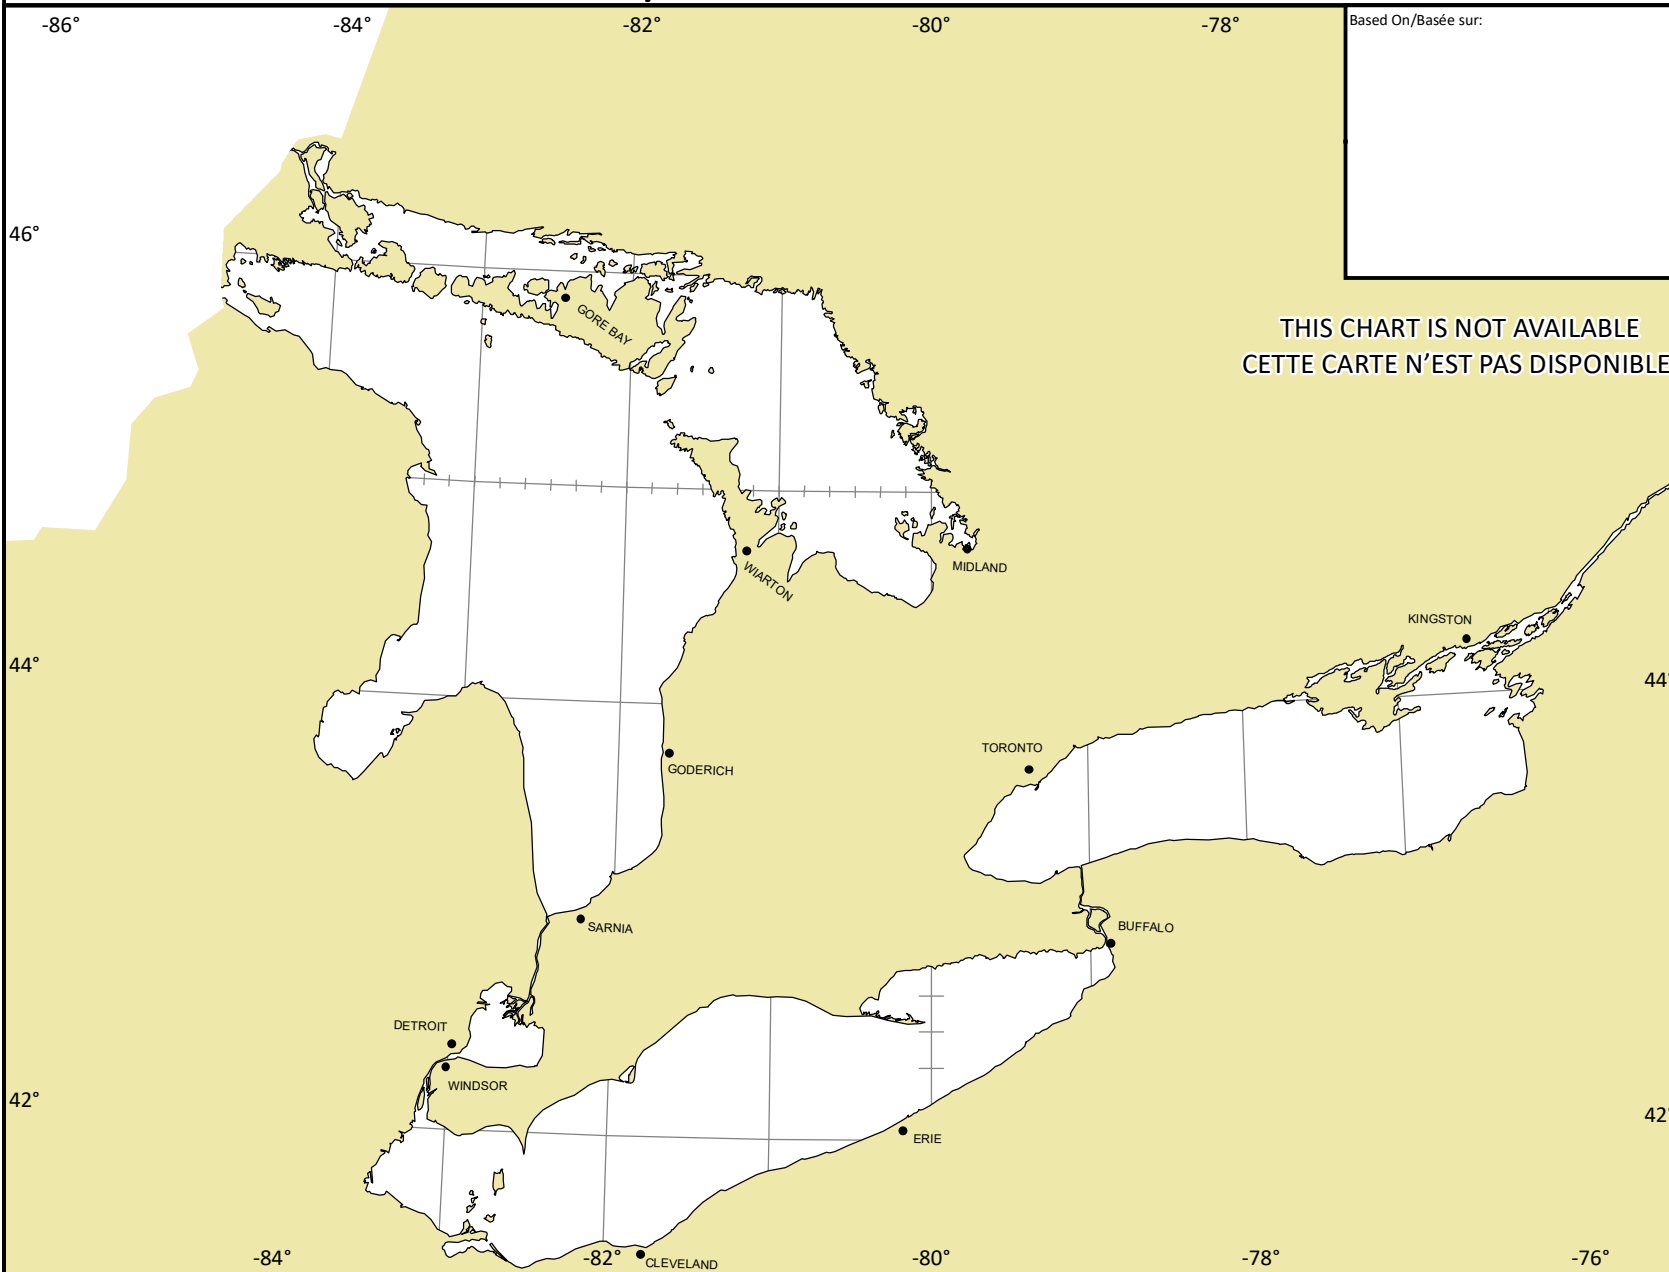 -86°
-84°
-82°
-80°
-78°
Based On/Basée sur:
46°
GORE BAY
THIS CHART IS NOT AVAILABLE
CETTE CARTE N'EST PAS DISPONIBLE
WIARTON
MIDLAND
KINGSTON
44°
44°
TORONTO
GODERICH
SARNIA
BUFFALO
DETROIT
WINDSOR
42°
42°
ERIE
-84°
-82°
-80°
-78°
-76°
CLEVELAND